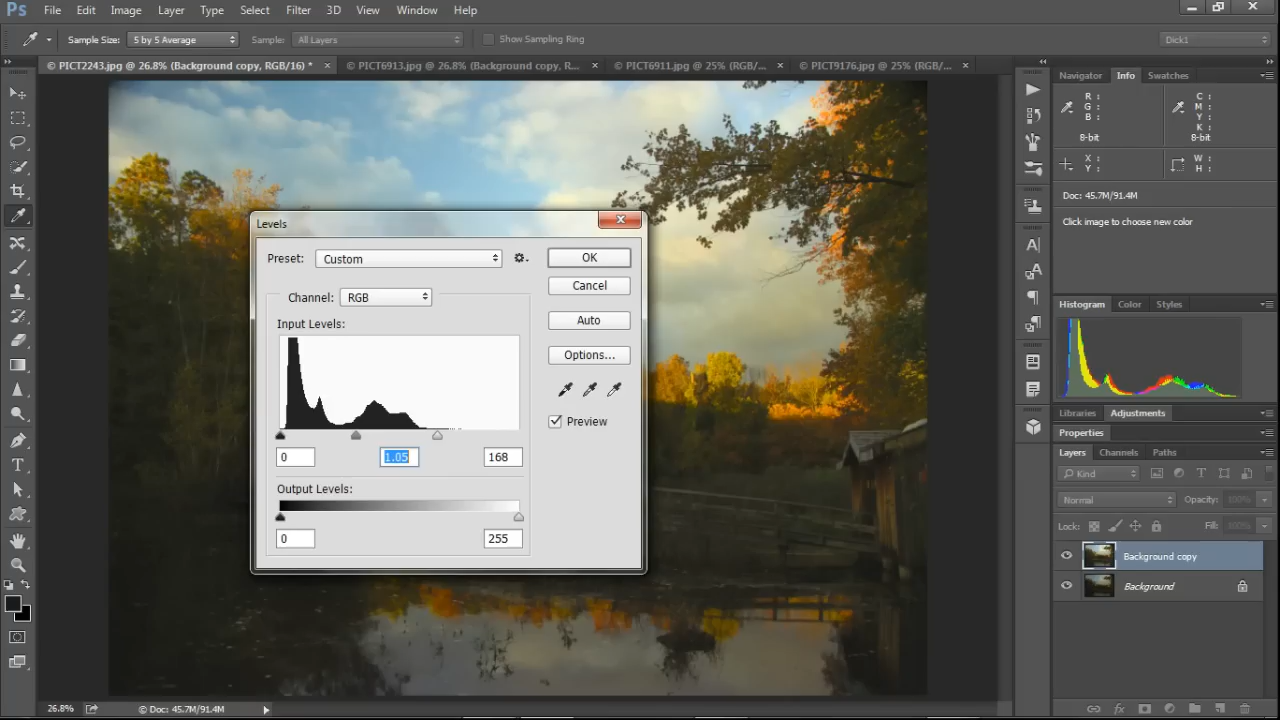 Ps File Edit Image Layer Type Select Filter 3D View Window Help
Sample Size: 5 by 5 Average Sample: All Layers Show Sampling Ring Dick1
PICT2243.jpg @ 26.8% (Background copy, RGB/16) * × PICT6913.jpg @ 26.8% (Background copy, R... × PICT6911.jpg @ 25% (RGB/... × PICT9176.jpg @ 25% (RGB/... ×
Levels
Preset: Custom OK
Cancel
Channel: RGB
Auto
Input Levels:
Options...
Preview
0 1.05 168
Output Levels:
0 255
Navigator Info Swatches
R: C:
G: M:
B: Y:
K:
8-bit 8-bit
X: W:
Y: H:
Doc: 45.7M/91.4M
Click image to choose new color
Histogram Color Styles
Libraries Adjustments
Properties
Layers Channels Paths
Kind
Normal Opacity: 100%
Lock: Fill: 100%
Background copy
Background
26.8% Doc: 45.7M/91.4M